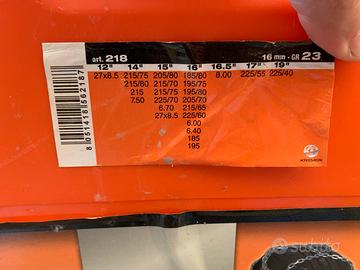 art. 218 16 mm - GR 23
12" 14" 15" 16" 16.5" 17" 19"
27x8.5 215/75 205/80 185/80 8.00 225/55 225/40
215/80 215/70 195/75
215 215/75 195/80
7.50 225/70 205/70
6.70 215/65
27x8.5 225/60
6.00
6.40
185
195
8 051418 562187
subito